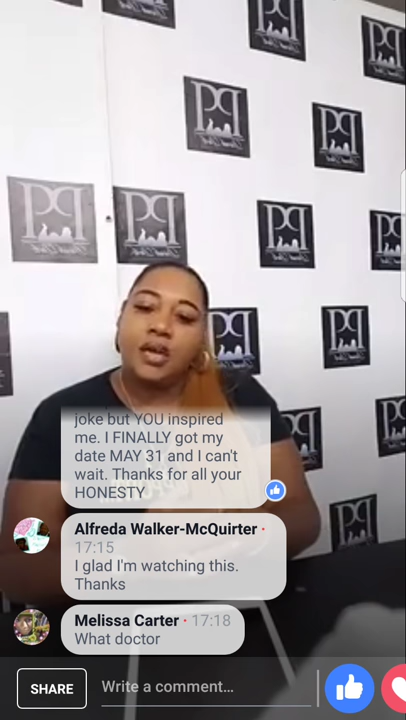 joke but YOU inspired
me. I FINALLY got my
date MAY 31 and I can't
wait. Thanks for all your
HONESTY
Alfreda Walker-McQuirter •
17:15
I glad I'm watching this.
Thanks
Melissa Carter • 17:18
What doctor
SHARE
Write a comment…